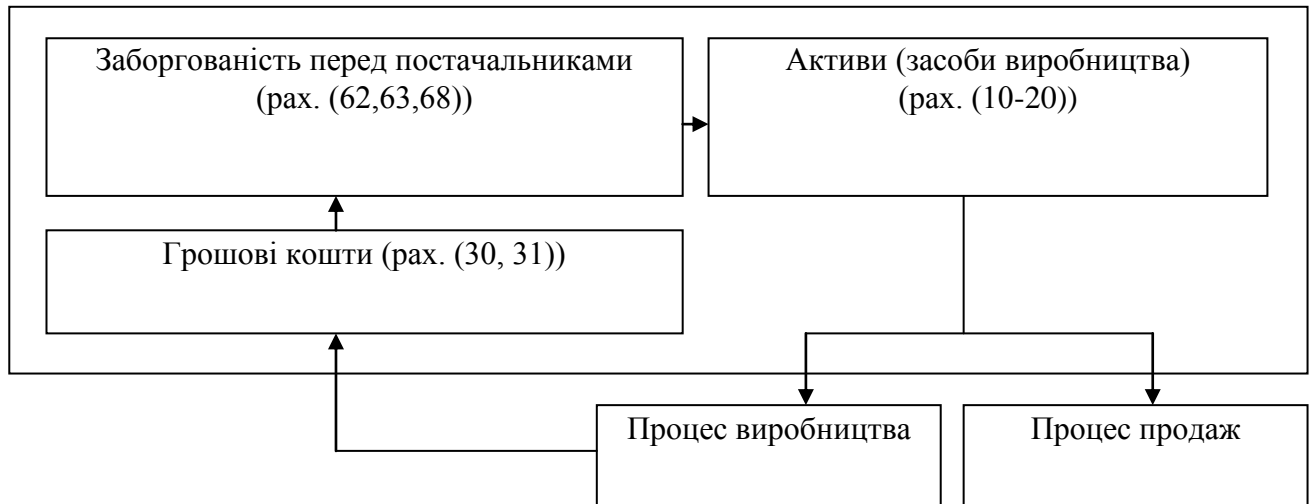 Заборгованість перед постачальниками
(рах. (62,63,68))
Активи (засоби виробництва)
(рах. (10-20))
Грошові кошти (рах. (30, 31))
Процес виробництва
Процес продаж